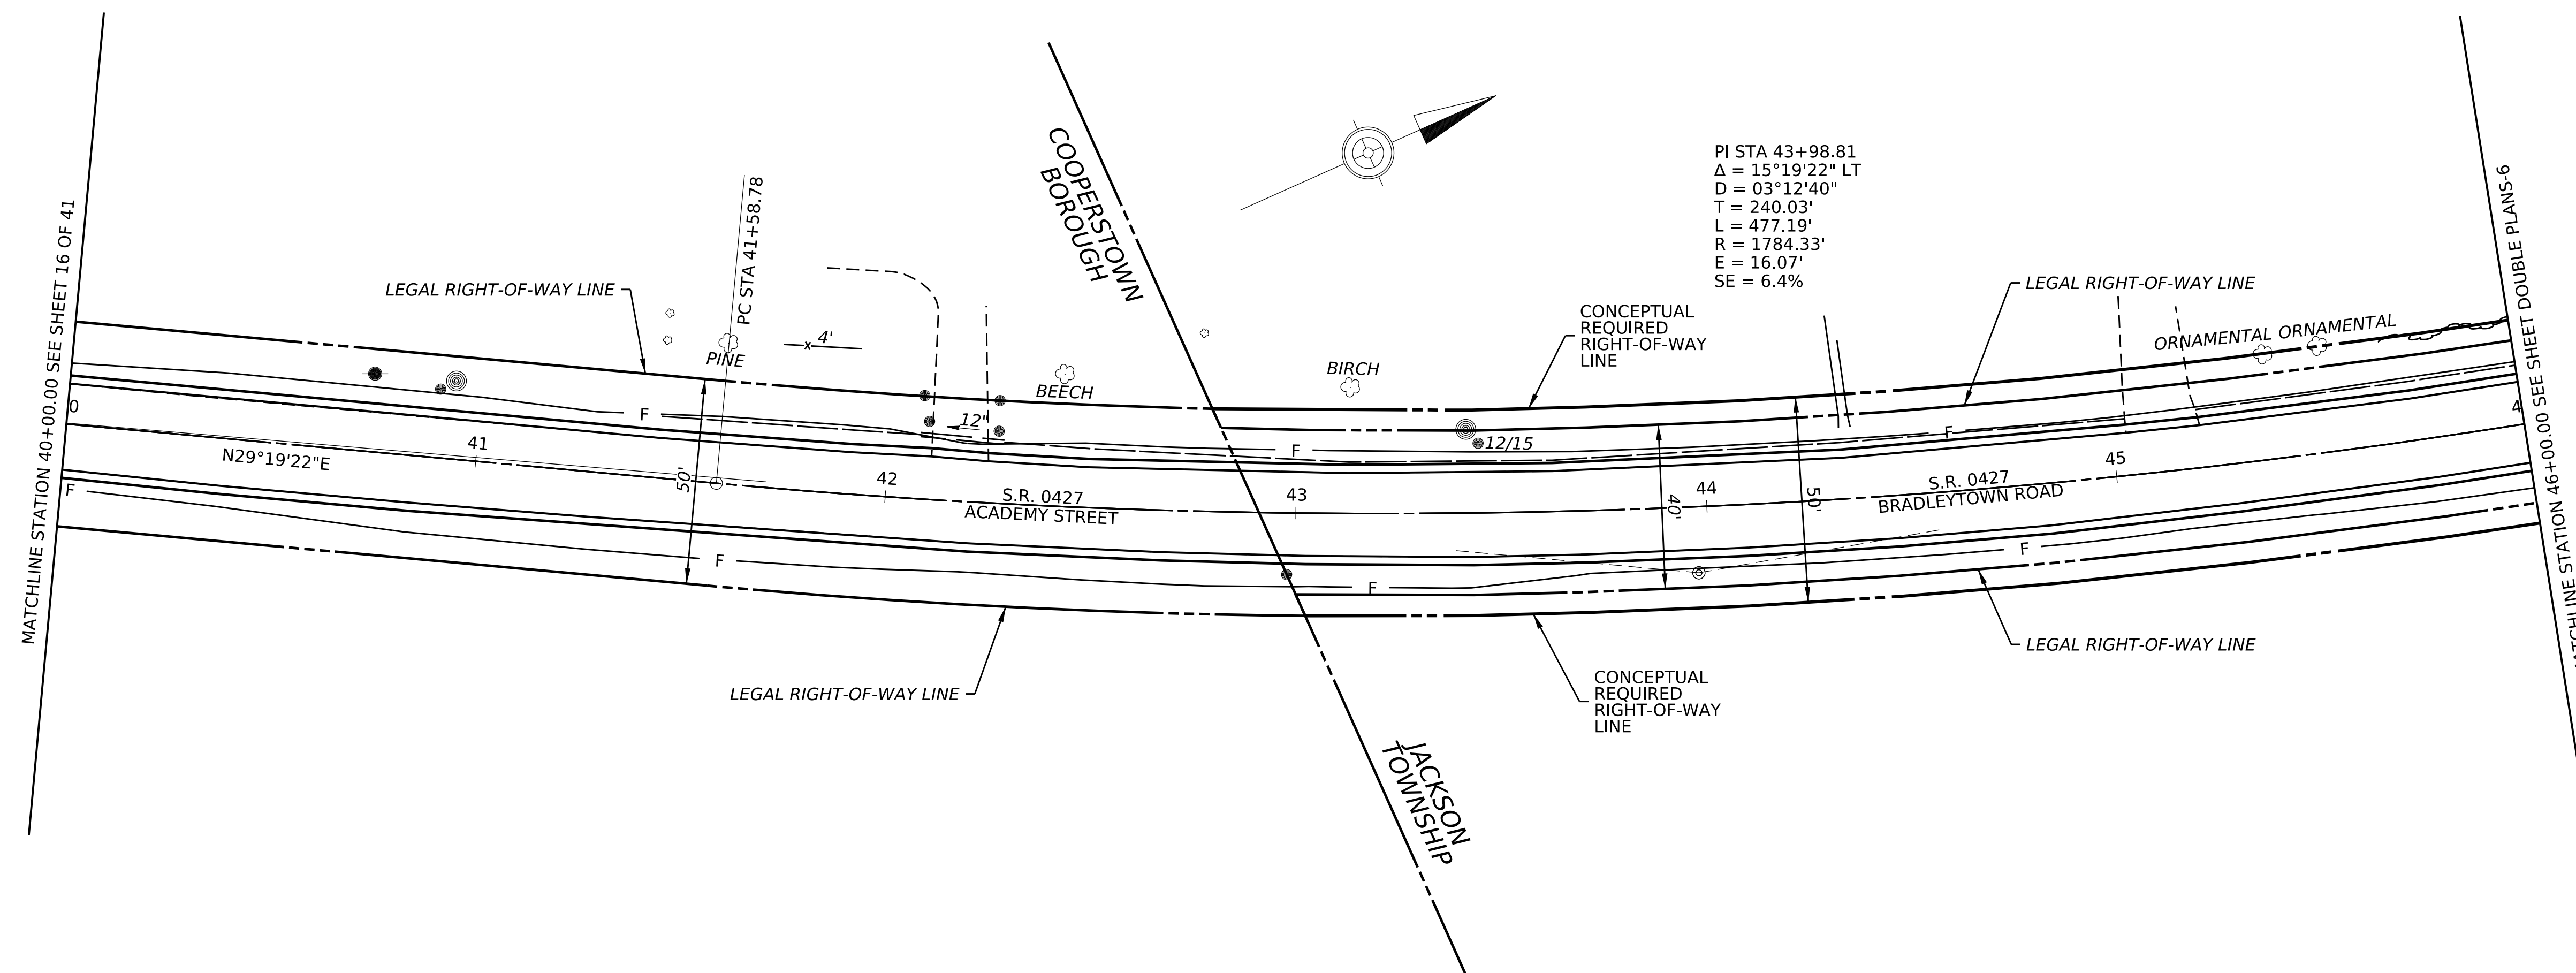 MATCHLINE STATION 40+00.00 SEE SHEET 16 OF 41
LEGAL RIGHT-OF-WAY LINE
PC STA 41+58.78
PINE
4'
COOPERSTOWN
BOROUGH
BEECH
12'
BIRCH
12/15
PI STA 43+98.81
Δ = 15°19'22" LT
D = 03°12'40"
T = 240.03'
L = 477.19'
R = 1784.33'
E = 16.07'
SE = 6.4%
CONCEPTUAL
REQUIRED
RIGHT-OF-WAY
LINE
LEGAL RIGHT-OF-WAY LINE
ORNAMENTAL ORNAMENTAL
MATCHLINE STATION 46+00.00 SEE SHEET DOUBLE PLANS-6
F
F
F
0
N29°19'22"E
41
50'
42
S.R. 0427
ACADEMY STREET
43
44
40'
50'
S.R. 0427
BRADLEYTOWN ROAD
45
4
F
F
F
F
LEGAL RIGHT-OF-WAY LINE
CONCEPTUAL
REQUIRED
RIGHT-OF-WAY
LINE
LEGAL RIGHT-OF-WAY LINE
JACKSON
TOWNSHIP